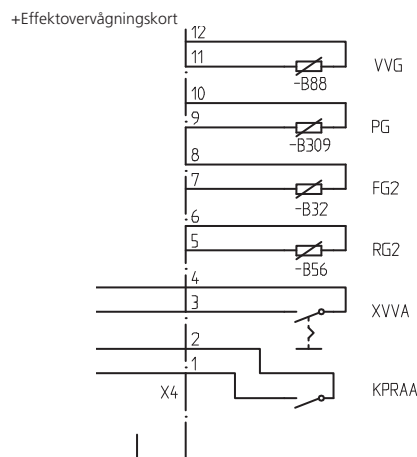 +Effektovervågningskort
12
11
-B88
VVG
10
9
-B309
PG
8
7
-B32
FG2
6
5
-B56
RG2
4
3
XVVA
2
1
X4
KPRAA